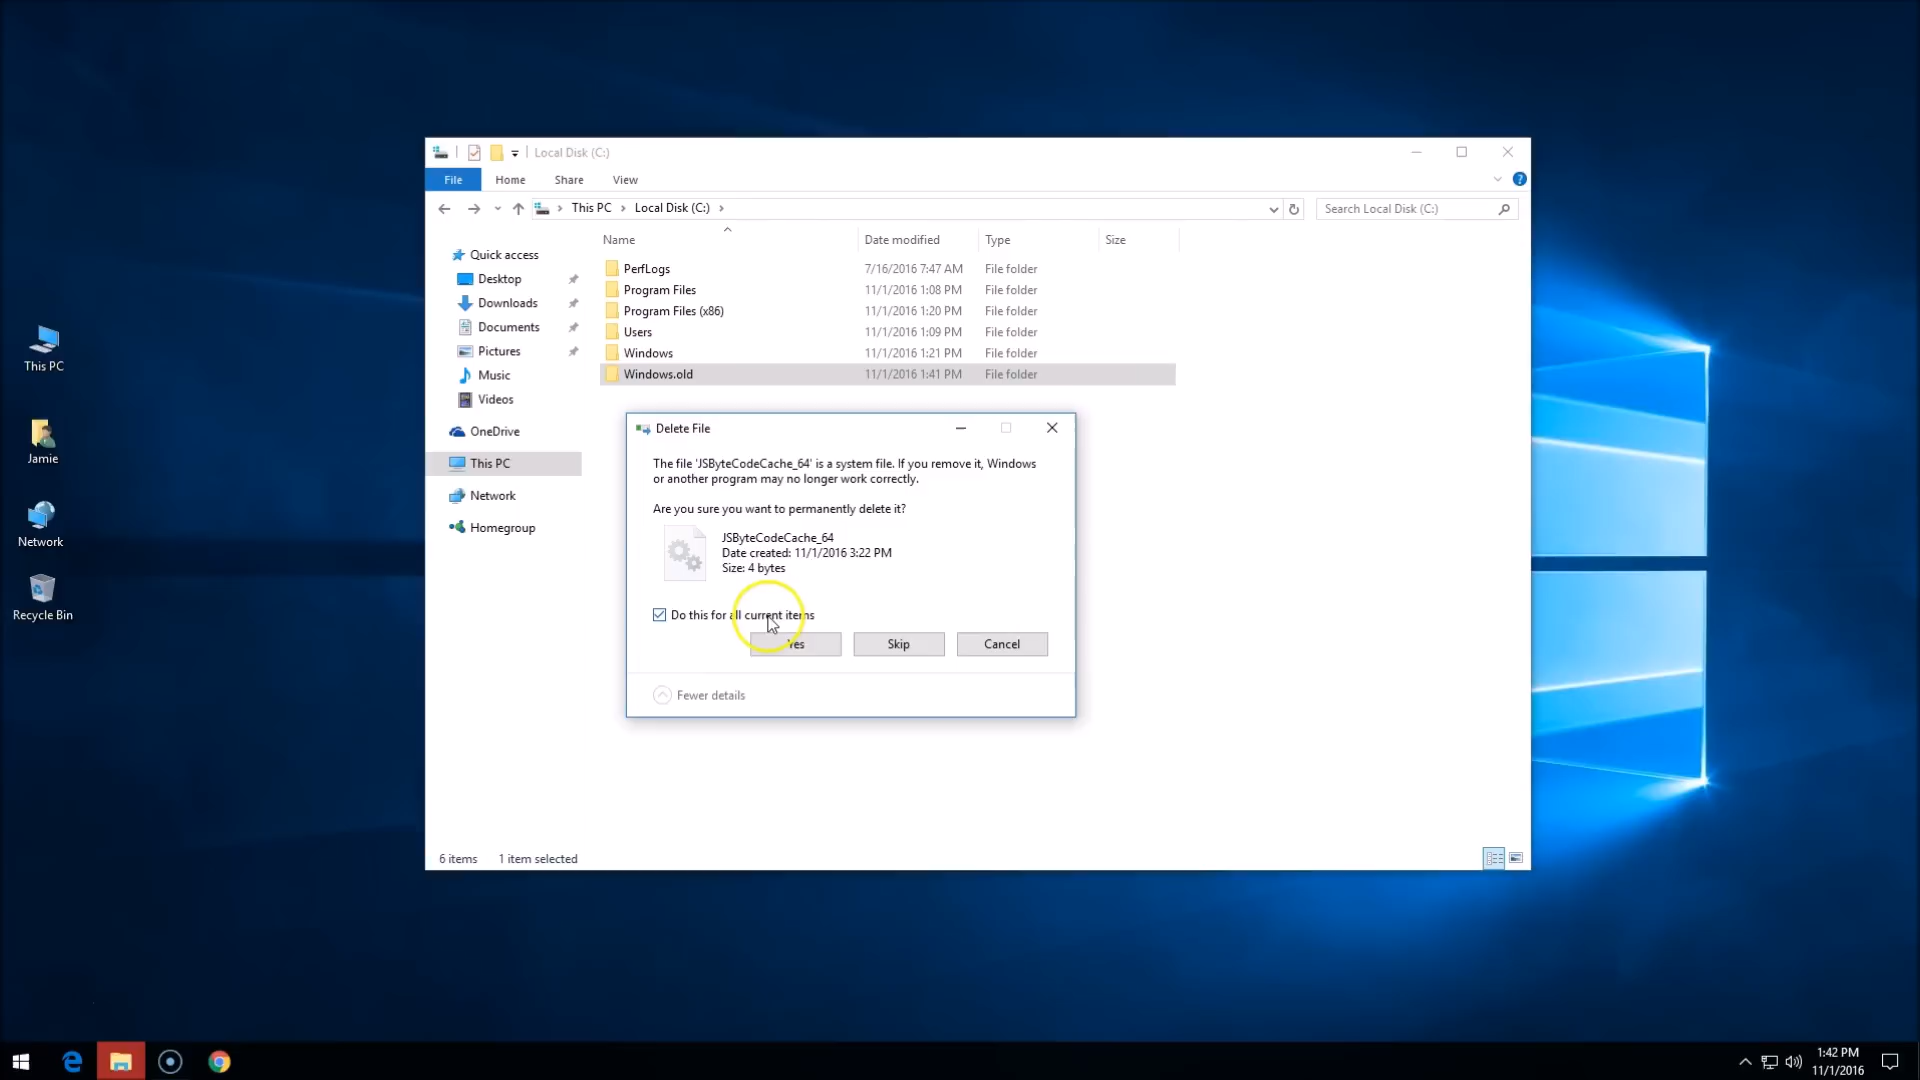 Local Disk (C:)
File Home Share View
This PC Local Disk (C:)
Search Local Disk (C:)
Name Date modified Type Size
PerfLogs 7/16/2016 7:47 AM File folder
Program Files 11/1/2016 1:08 PM File folder
Program Files (x86) 11/1/2016 1:20 PM File folder
Users 11/1/2016 1:09 PM File folder
Windows 11/1/2016 1:21 PM File folder
Windows.old 11/1/2016 1:41 PM File folder
Quick access
Desktop
Downloads
Documents
Pictures
Music
Videos
OneDrive
This PC
Network
Homegroup
Delete File
The file 'JSByteCodeCache_64' is a system file. If you remove it, Windows
or another program may no longer work correctly.
Are you sure you want to permanently delete it?
JSByteCodeCache_64
Date created: 11/1/2016 3:22 PM
Size: 4 bytes
Do this for all current items
Yes Skip Cancel
Fewer details
6 items 1 item selected
This PC
Jamie
Network
Recycle Bin
1:42 PM
11/1/2016